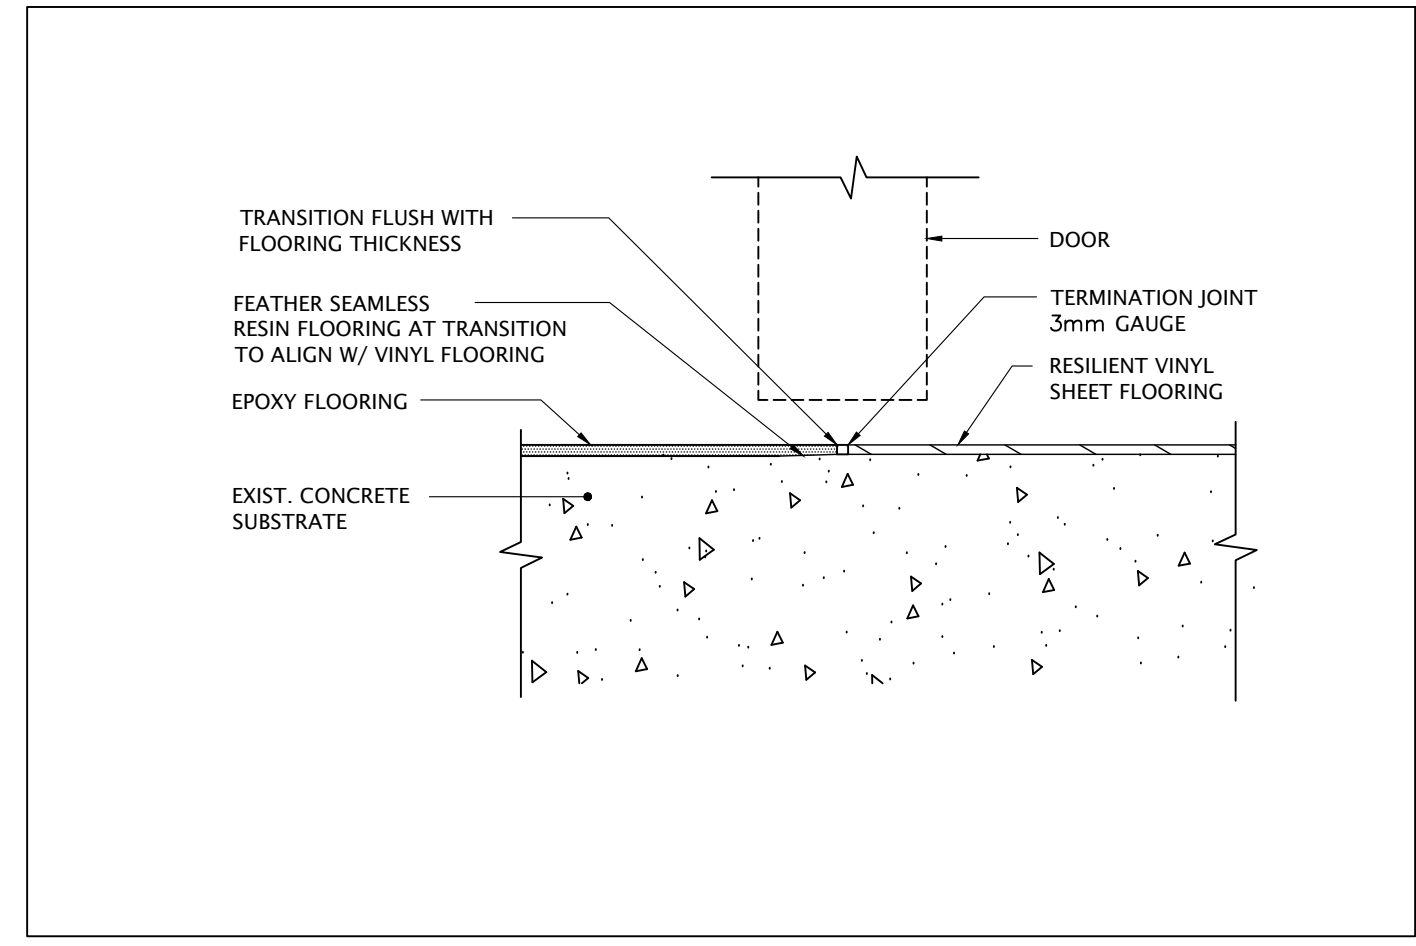 TRANSITION FLUSH WITH
FLOORING THICKNESS
FEATHER SEAMLESS
RESIN FLOORING AT TRANSITION
TO ALIGN W/ VINYL FLOORING
EPOXY FLOORING
EXIST. CONCRETE
SUBSTRATE
DOOR
TERMINATION JOINT
3mm GAUGE
RESILIENT VINYL
SHEET FLOORING